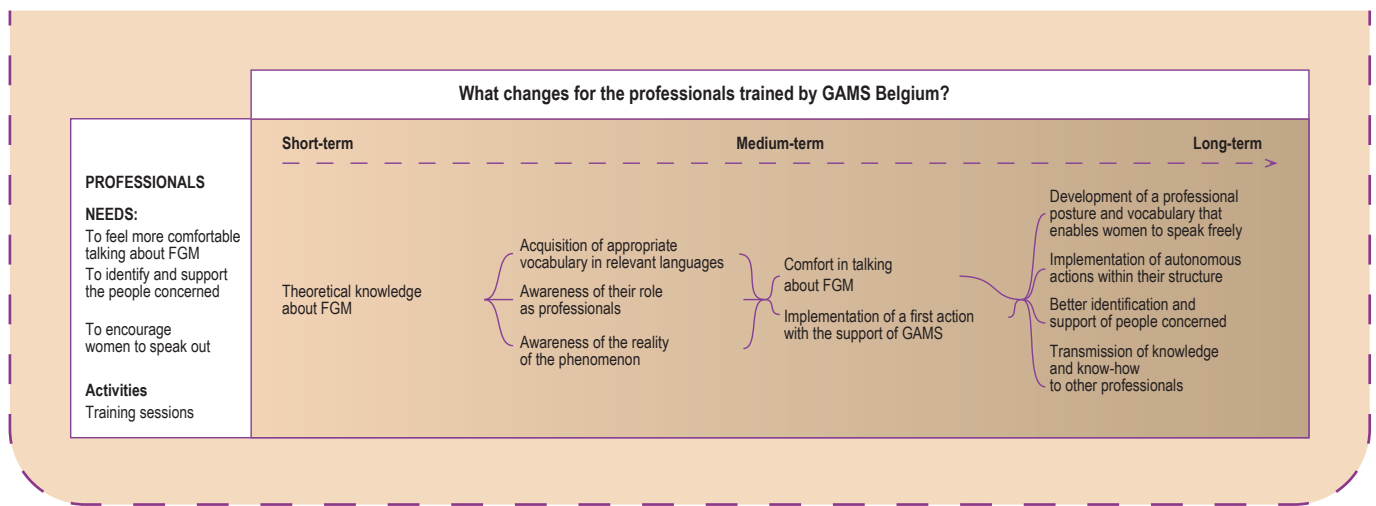 What changes for the professionals trained by GAMS Belgium?
PROFESSIONALS
NEEDS:
To feel more comfortable
talking about FGM
To identify and support
the people concerned
To encourage
women to speak out
Activities
Training sessions
Short-term
Medium-term
Long-term
Theoretical knowledge
about FGM
Acquisition of appropriate
vocabulary in relevant languages
Awareness of their role
as professionals
Awareness of the reality
of the phenomenon
Comfort in talking
about FGM
Implementation of a first action
with the support of GAMS
Development of a professional
posture and vocabulary that
enables women to speak freely
Implementation of autonomous
actions within their structure
Better identification and
support of people concerned
Transmission of knowledge
and know-how
to other professionals